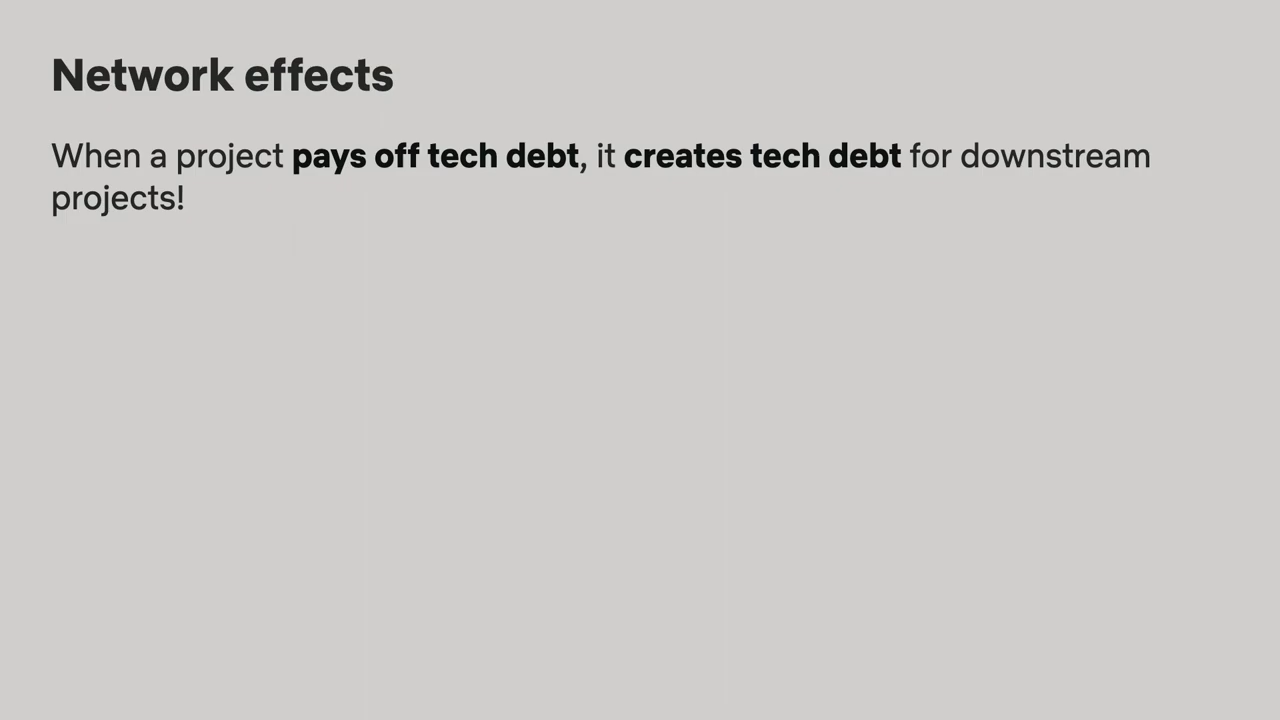 Network effects
When a project pays off tech debt, it creates tech debt for downstream
projects!